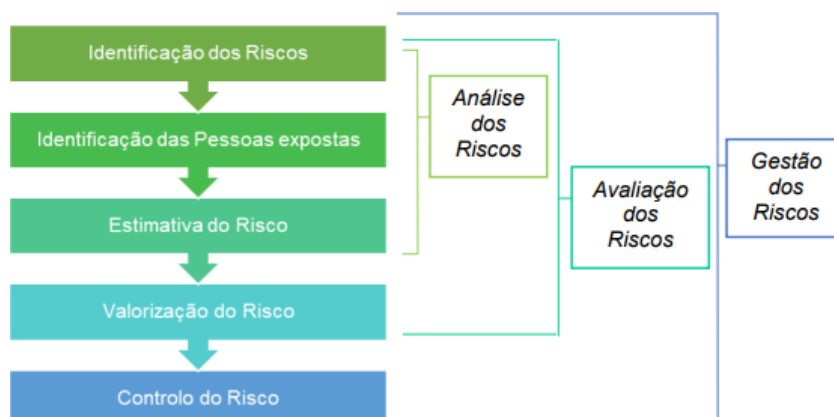 Identificação dos Riscos
Identificação das Pessoas expostas
Estimativa do Risco
Valorização do Risco
Controlo do Risco
Análise
dos
Riscos
Avaliação
dos
Riscos
Gestão
dos
Riscos